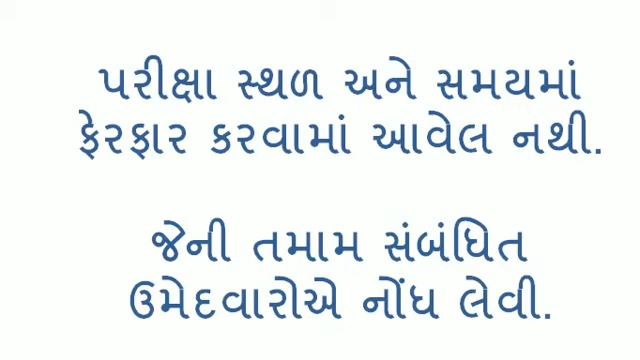 પરીક્ષા સ્થળ અને સમયમાં
ફેરફાર કરવામાં આવેલ નથી.
જેની તમામ સંબંધિત
ઉમેદવારોએ નોંધ લેવી.